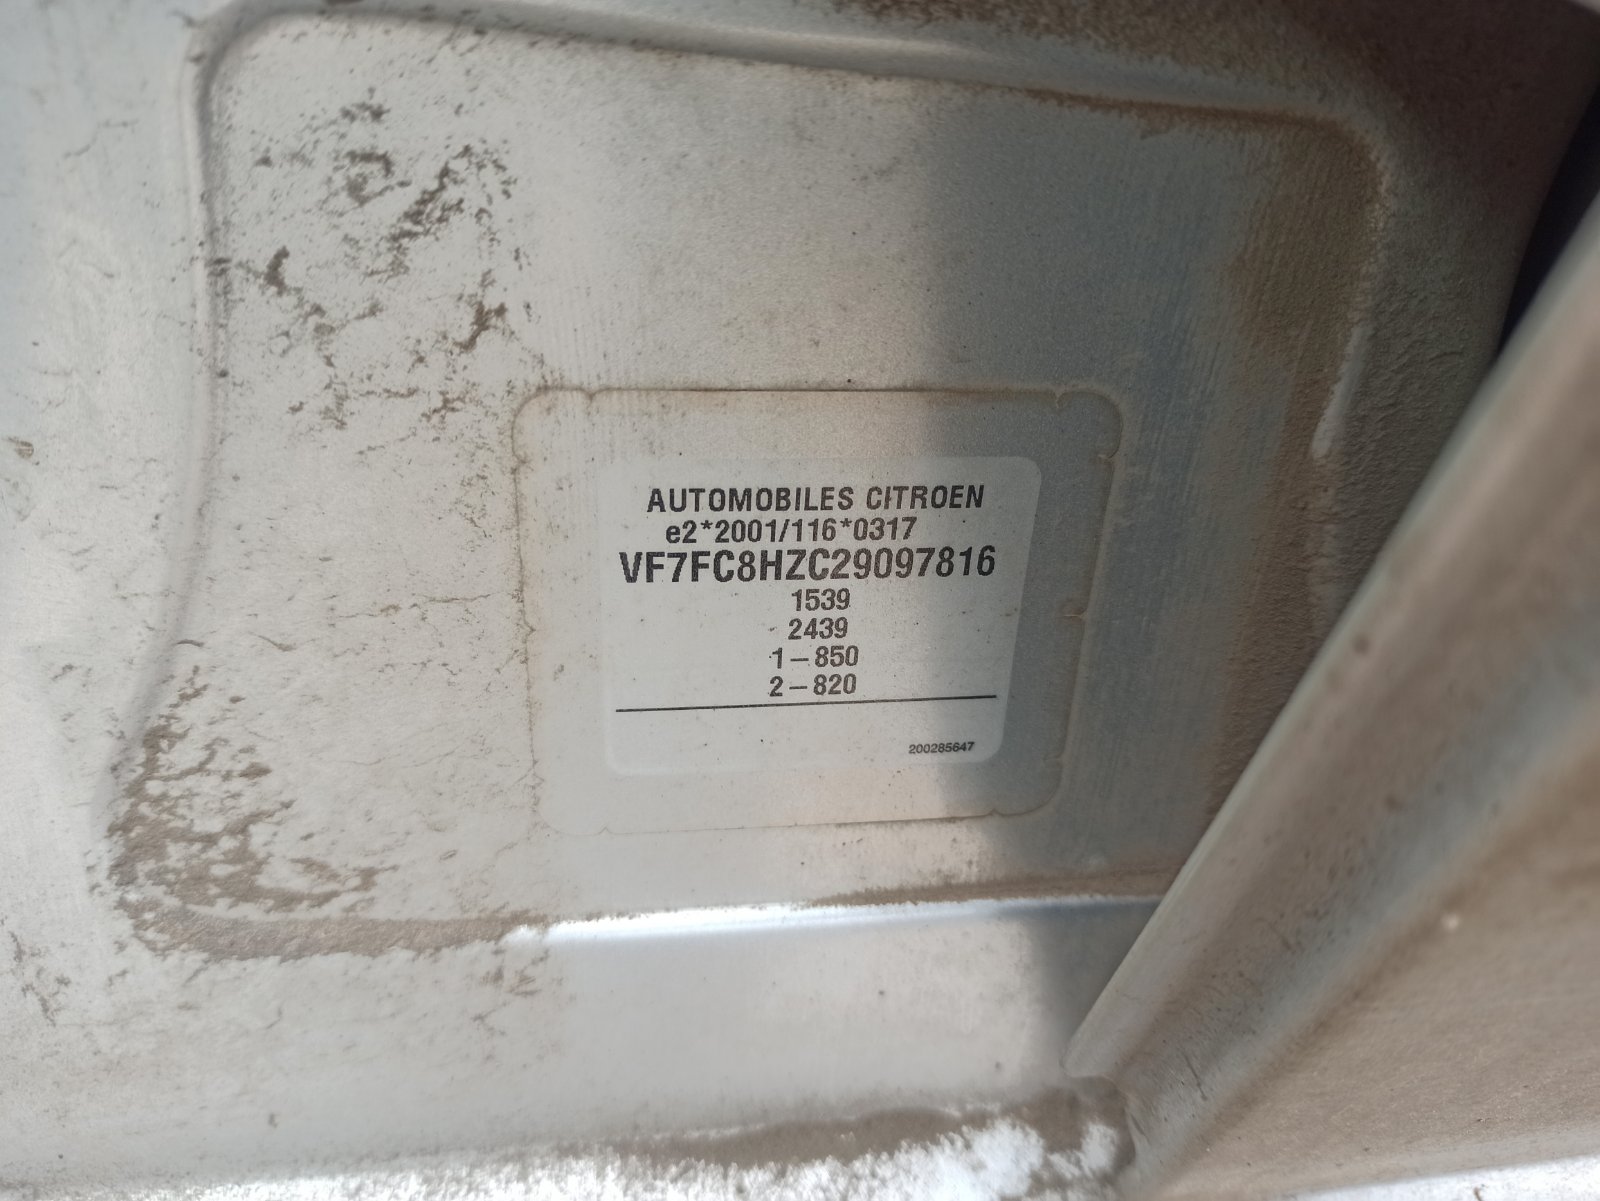 AUTOMOBILES CITROEN
e2*2001/116*0317
VF7FC8HZC29097816
1539
2439
1-850
2-820
200285647